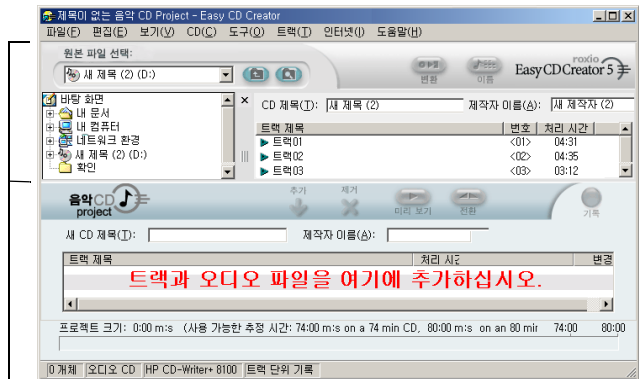 제목이 없는 음악 CD Project - Easy CD Creator
파일(F) 편집(E) 보기(V) CD(C) 도구(O) 트랙(T) 인터넷(I) 도움말(H)
원본 파일 선택:
새 제목 (2) (D:)
변환 이름
roxio
Easy CD Creator 5
바탕 화면
내 문서
내 컴퓨터
네트워크 환경
새 제목 (2) (D:)
확인
CD 제목(T): 새 제목 (2) 제작자 이름(A): 새 제작자 (2)
트랙 제목 번호 처리 시간
트랙01 <01> 04:31
트랙02 <02> 04:35
트랙03 <03> 03:12
음악CD
project
추가 제거 미리 보기 전환 기록
새 CD 제목(T): 제작자 이름(A):
트랙 제목 처리 시간 변경
트랙과 오디오 파일을 여기에 추가하십시오.
프로젝트 크기: 0:00 m:s (사용 가능한 추정 시간: 74:00 m:s on a 74 min CD, 80:00 m:s on an 80 mir 74:00 80:00
0 개체 오디오 CD HP CD-Writer+ 8100 트랙 단위 기록